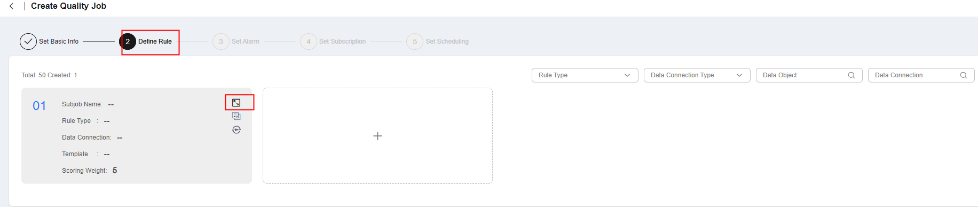 Create Quality Job
Set Basic Info 2 Define Rule 3 Set Alarm 4 Set Subscription 5 Set Scheduling
Total: 50 Created: 1 Rule Type Data Connection Type Data Object Data Connection
01 Subjob Name: --
Rule Type : --
Data Connection: --
Template : --
Scoring Weight: 5